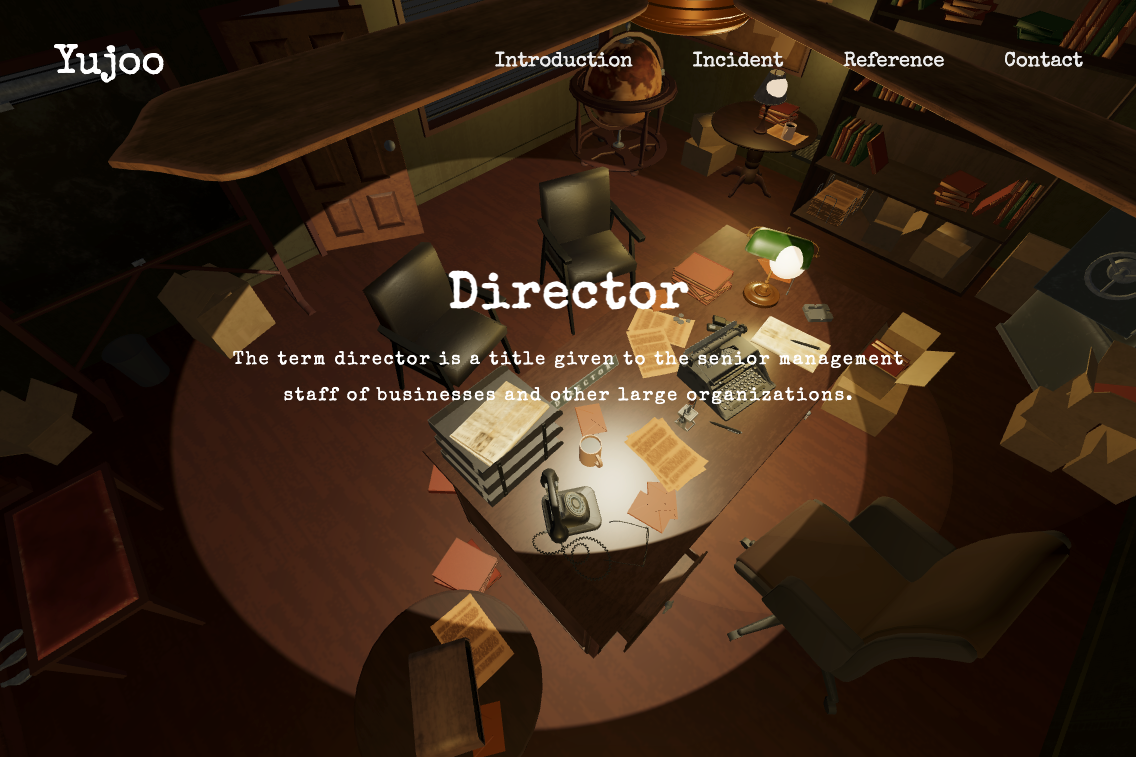 Yujoo
Introduction Incident Reference Contact
Director
The term director is a title given to the senior management
staff of businesses and other large organizations.